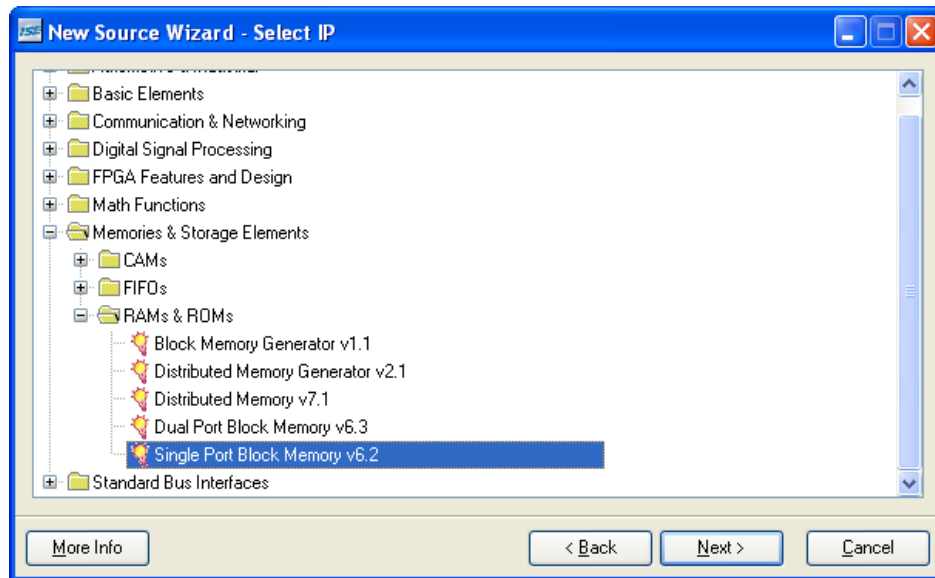 ISE New Source Wizard - Select IP
Basic Elements
Communication & Networking
Digital Signal Processing
FPGA Features and Design
Math Functions
Memories & Storage Elements
CAMs
FIFOs
RAMs & ROMs
Block Memory Generator v1.1
Distributed Memory Generator v2.1
Distributed Memory v7.1
Dual Port Block Memory v6.3
Single Port Block Memory v6.2
Standard Bus Interfaces
More Info < Back Next > Cancel